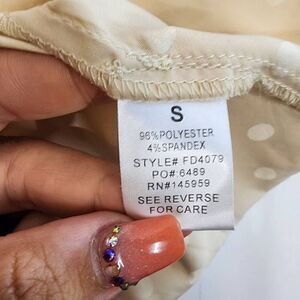 S
96%POLYESTER
4%SPANDEX
STYLE# FD4079
PO#:6489
RN#145959
SEE REVERSE
FOR CARE